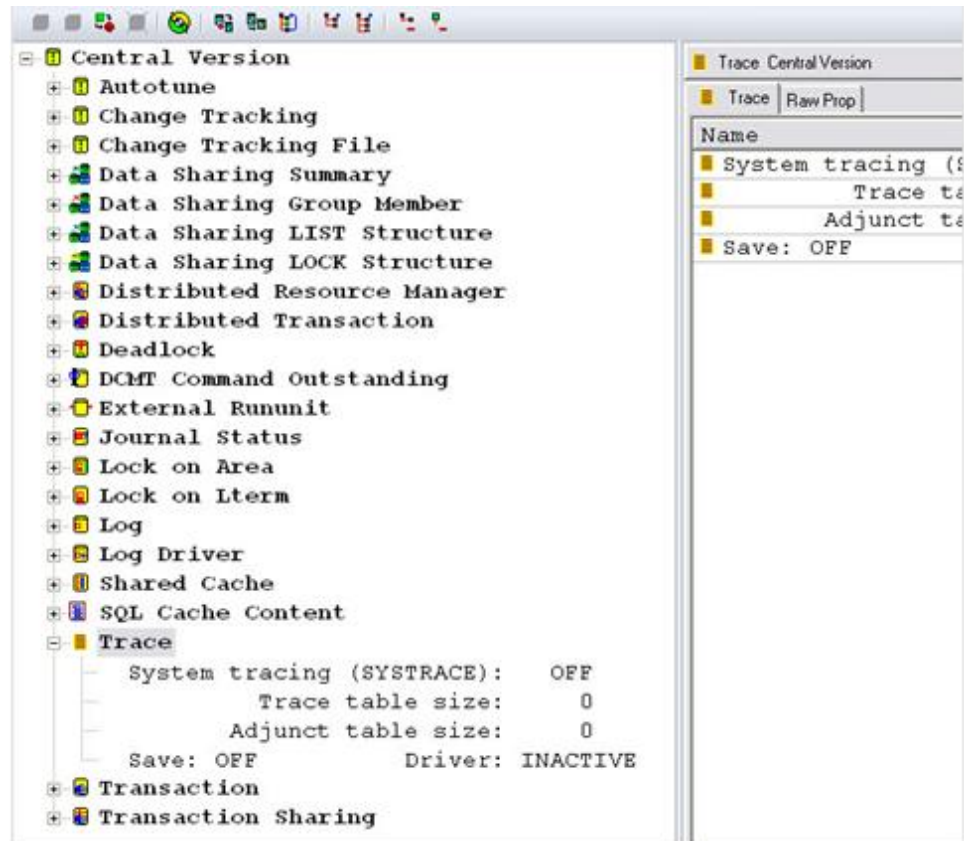 Central Version
Autotune
Change Tracking
Change Tracking File
Data Sharing Summary
Data Sharing Group Member
Data Sharing LIST Structure
Data Sharing LOCK Structure
Distributed Resource Manager
Distributed Transaction
Deadlock
DCMT Command Outstanding
External Rununit
Journal Status
Lock on Area
Lock on Lterm
Log
Log Driver
Shared Cache
SQL Cache Content
Trace
System tracing (SYSTRACE): OFF
Trace table size: 0
Adjunct table size: 0
Save: OFF Driver: INACTIVE
Transaction
Transaction Sharing
Trace Central Version
Trace Raw Prop
Name
System tracing (S
Trace ta
Adjunct ta
Save: OFF